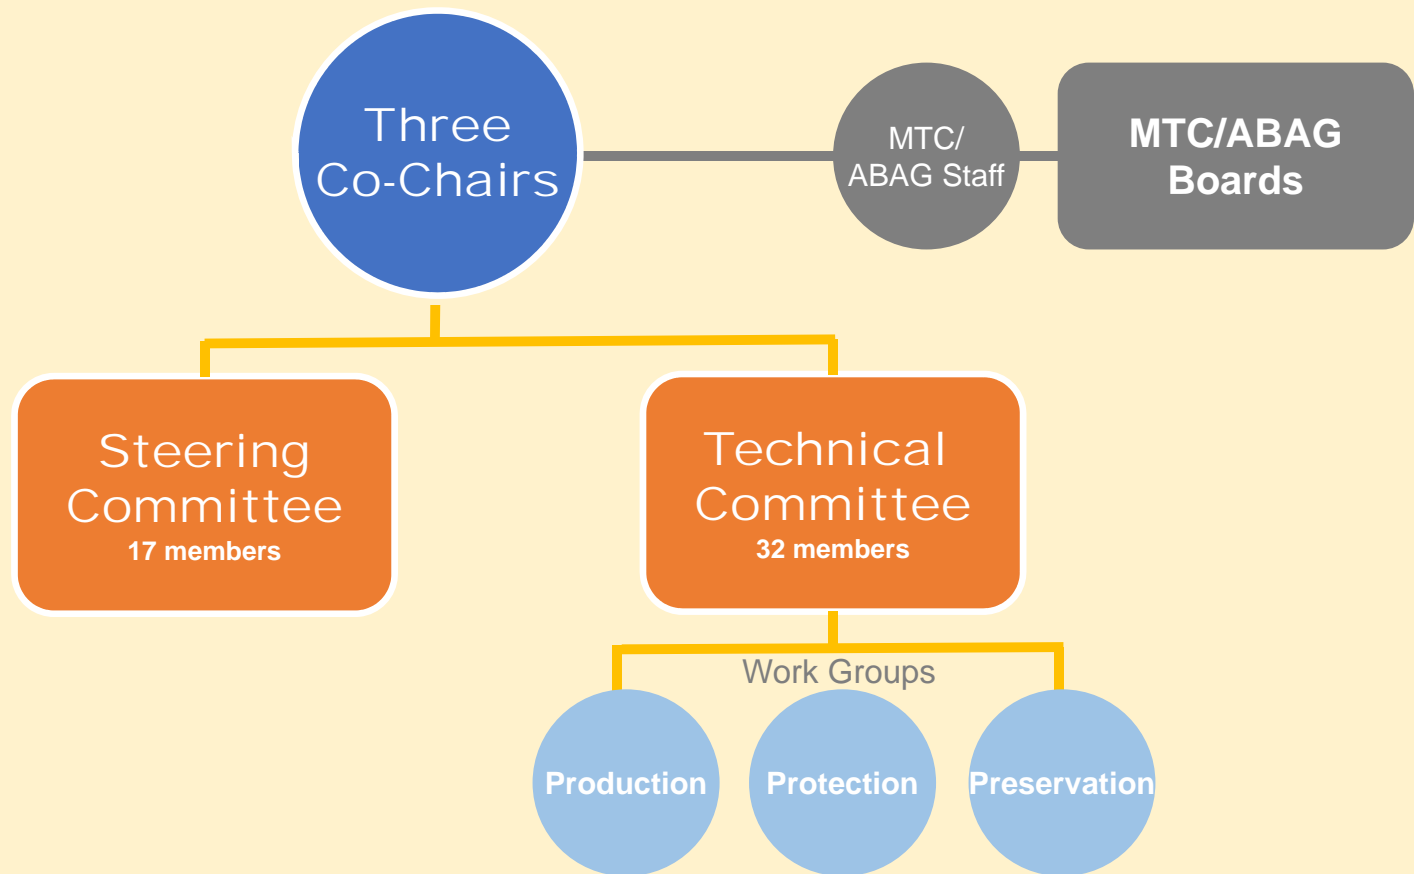 Three
Co-Chairs
MTC/
ABAG Staff
MTC/ABAG
Boards
Steering
Committee
17 members
Technical
Committee
32 members
Work Groups
Production
Protection
Preservation